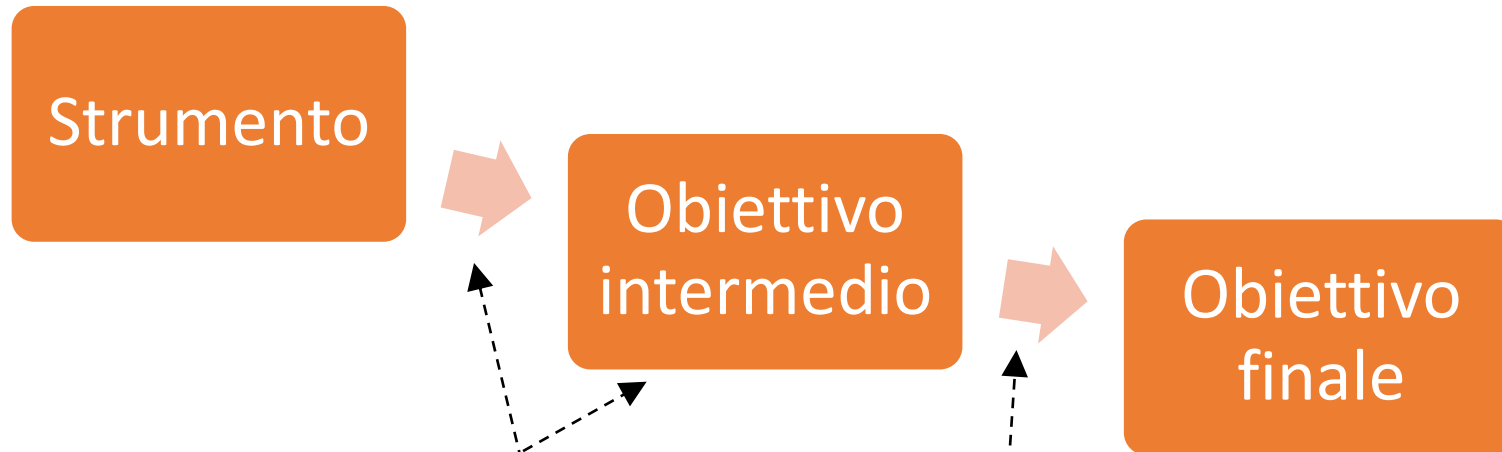 Strumento
Obiettivo
intermedio
Obiettivo
finale